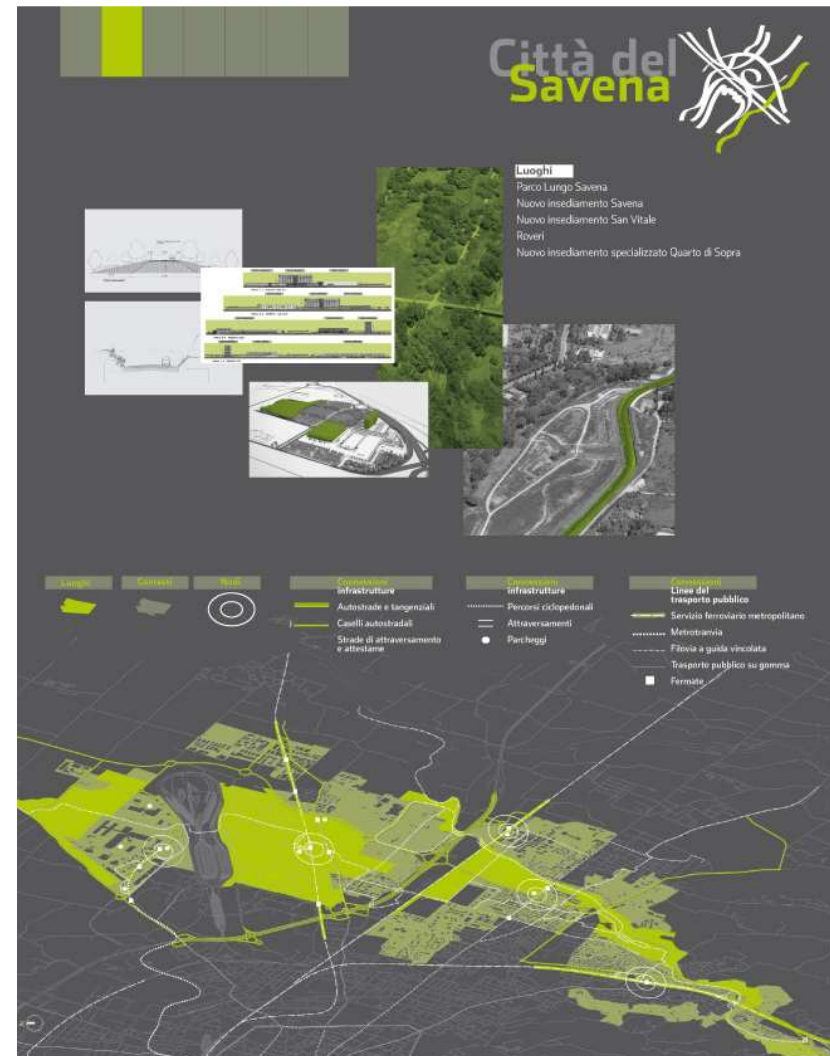 Città del
Savena
Luoghi
Parco Lungo Savena
Nuovo insediamento Savena
Nuovo insediamento San Vitale
Roveri
Nuovo insediamento specializzato Quarto di Sopra
Luoghi
Contesti
Nodi
Connessioni
infrastrutture
Autostrade e tangenziali
Caselli autostradali
Strade di attraversamento
e attestame
Connessioni
infrastrutture
Percorsi ciclopedonali
Attraversamenti
Parcheggi
Connessioni
Linee del
trasporto pubblico
Servizio ferroviario metropolitano
Metrotranvia
Filovia a guida vincolata
Trasporto pubblico su gomma
Fermate